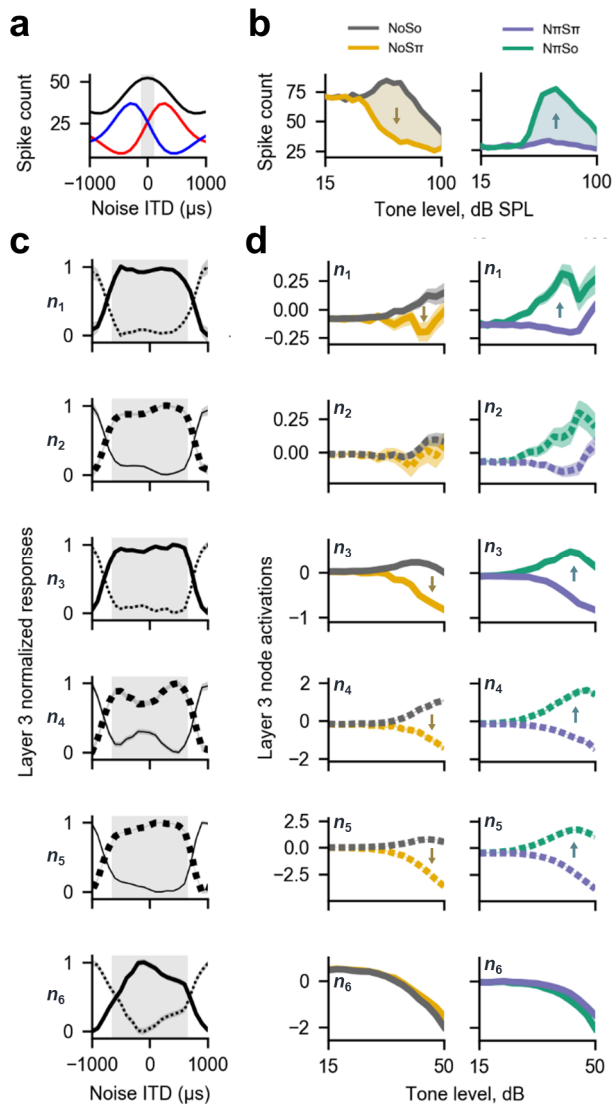 a
b
NoSo
NoSπ
NπSπ
NπSo
Spike count
50
25
−1000
0
1000
Noise ITD (µs)
Spike count
75
50
25
15
100
15
100
Tone level, dB SPL
c
d
Layer 3 normalized responses
Layer 3 node activations
n1
1
0
n1
0.25
0.00
−0.25
n1
n2
1
0
n2
0.25
0.00
n2
n3
1
0
n3
0
−1
n3
n4
1
0
n4
2
0
−2
n4
n5
1
0
n5
2.5
0.0
−2.5
n5
n6
1
0
−1000
0
1000
Noise ITD (µs)
n6
0
−2
n6
15
50
15
50
Tone level, dB